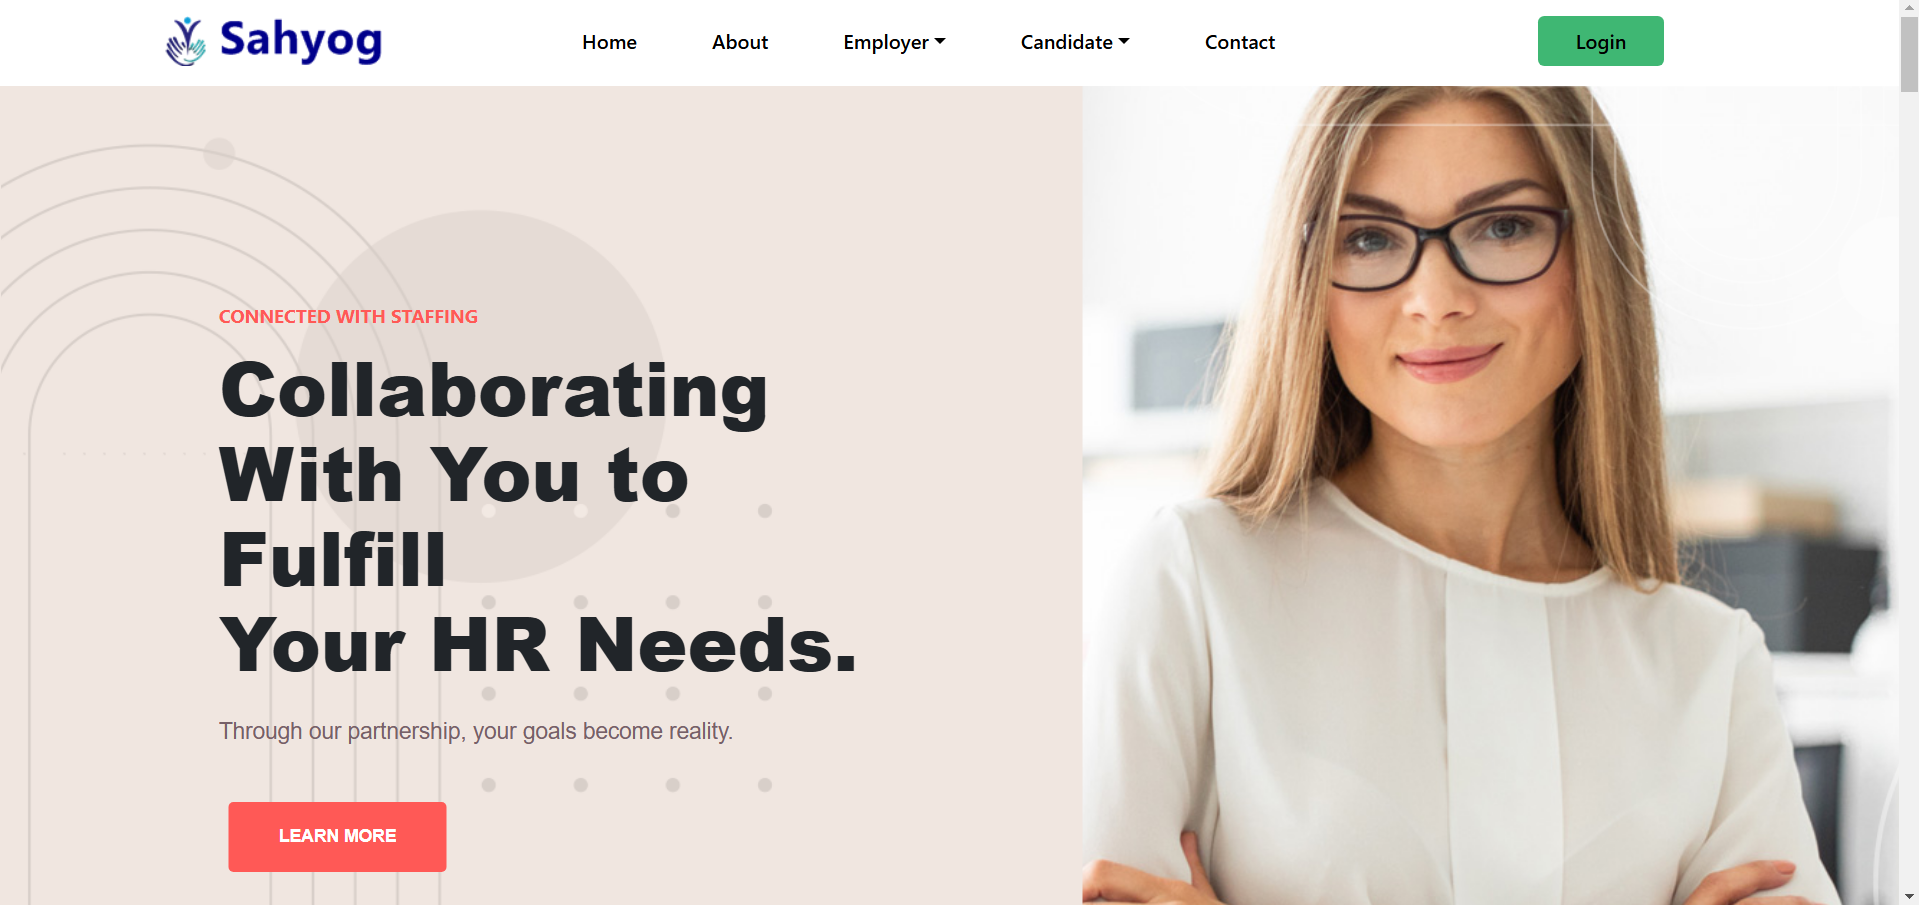 Sahyog
Home
About
Employer
Candidate
Contact
Login
CONNECTED WITH STAFFING
Collaborating
With You to
Fulfill
Your HR Needs.
Through our partnership, your goals become reality.
LEARN MORE